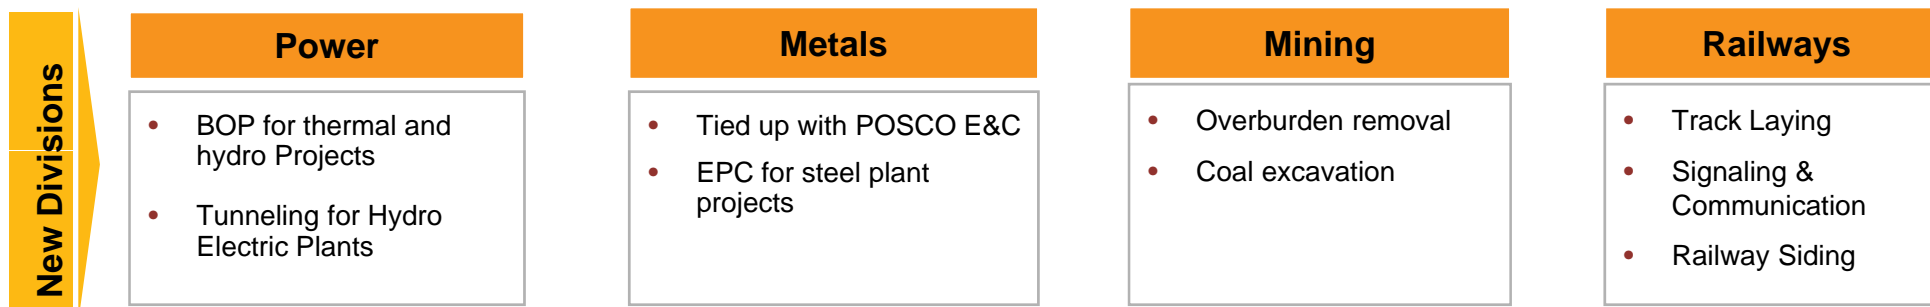 New Divisions
Power
• BOP for thermal and
hydro Projects
• Tunneling for Hydro
Electric Plants
Metals
• Tied up with POSCO E&C
• EPC for steel plant
projects
Mining
• Overburden removal
• Coal excavation
Railways
• Track Laying
• Signaling &
Communication
• Railway Siding